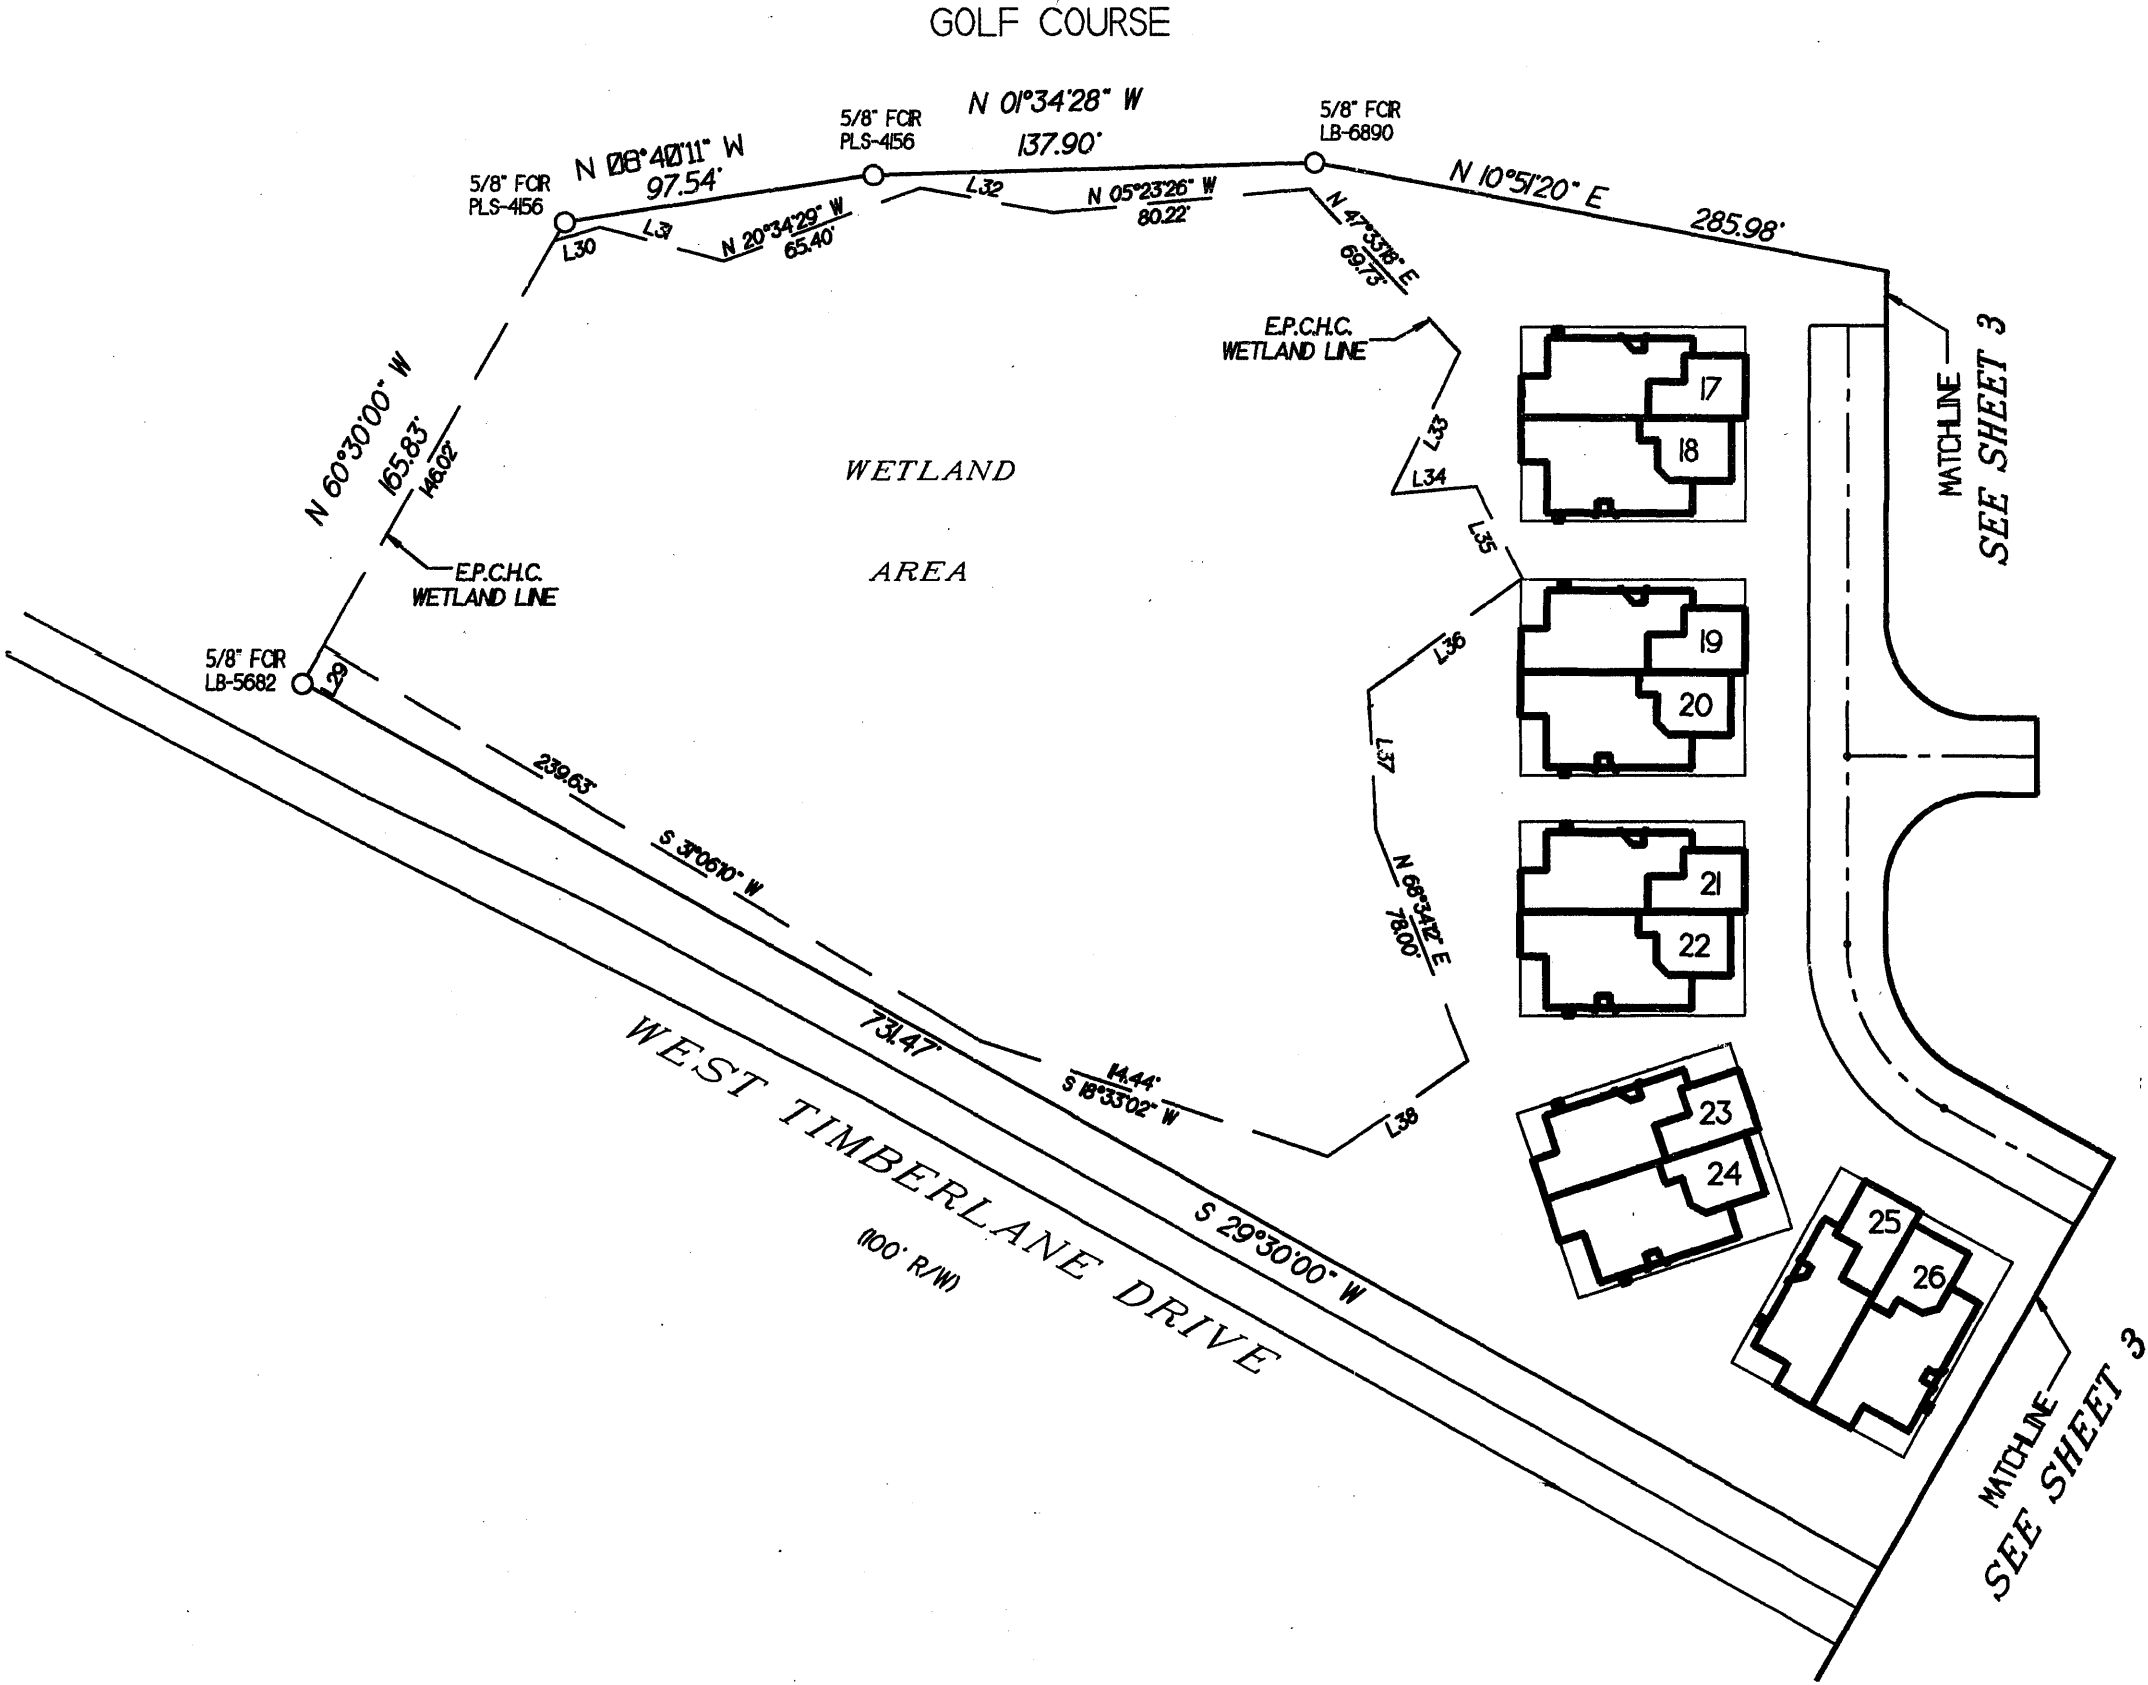 GOLF COURSE
N 01°34'28" W
137.90'
5/8" FCIR
LB-6890
5/8" FCIR
PLS-4156
N 08°40'11" W
97.54'
5/8" FCIR
PLS-4156
N 10°51'20" E
285.98'
L30
L31
N 20°34'29" W
65.40'
L32
N 05°23'26" W
80.22'
N 47°33'18" E
69.73'
E.P.C.H.C.
WETLAND LINE
MATCHLINE
SEE SHEET 3
17
18
L33
L34
L35
N 60°30'00" W
165.83'
146.02'
WETLAND
AREA
E.P.C.H.C.
WETLAND LINE
5/8" FCIR
LB-5682
L29
L36
19
20
L37
239.63'
S 31°06'10" W
N 68°34'12" E
78.00'
21
22
731.47'
S 29°30'00" W
114.44'
S 18°33'02" W
L38
23
24
25
26
WEST TIMBERLANE DRIVE
(100' R/W)
MATCHLINE
SEE SHEET 3